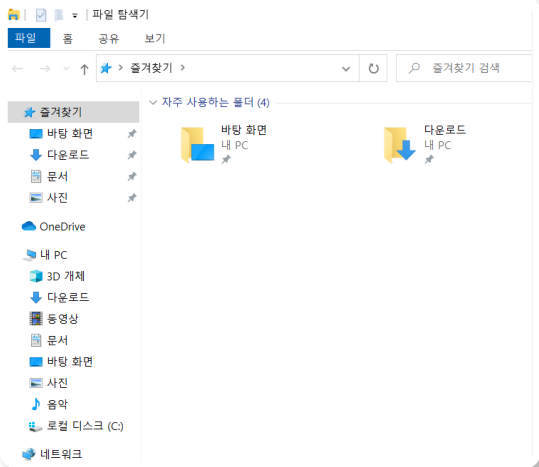 파일 탐색기
파일 홈 공유 보기
즐겨찾기
즐겨찾기 검색
즐겨찾기
바탕 화면
다운로드
문서
사진
OneDrive
내 PC
3D 개체
다운로드
동영상
문서
바탕 화면
사진
음악
로컬 디스크 (C:)
네트워크
자주 사용하는 폴더 (4)
바탕 화면
내 PC
다운로드
내 PC